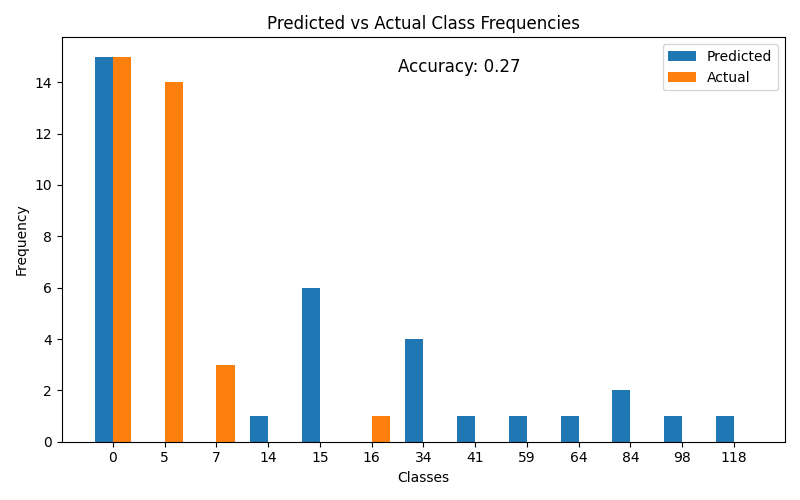 Predicted vs Actual Class Frequencies
Accuracy: 0.27
Predicted
Actual
Frequency
14
12
10
8
6
4
2
0
0 5 7 14 15 16 34 41 59 64 84 98 118
Classes